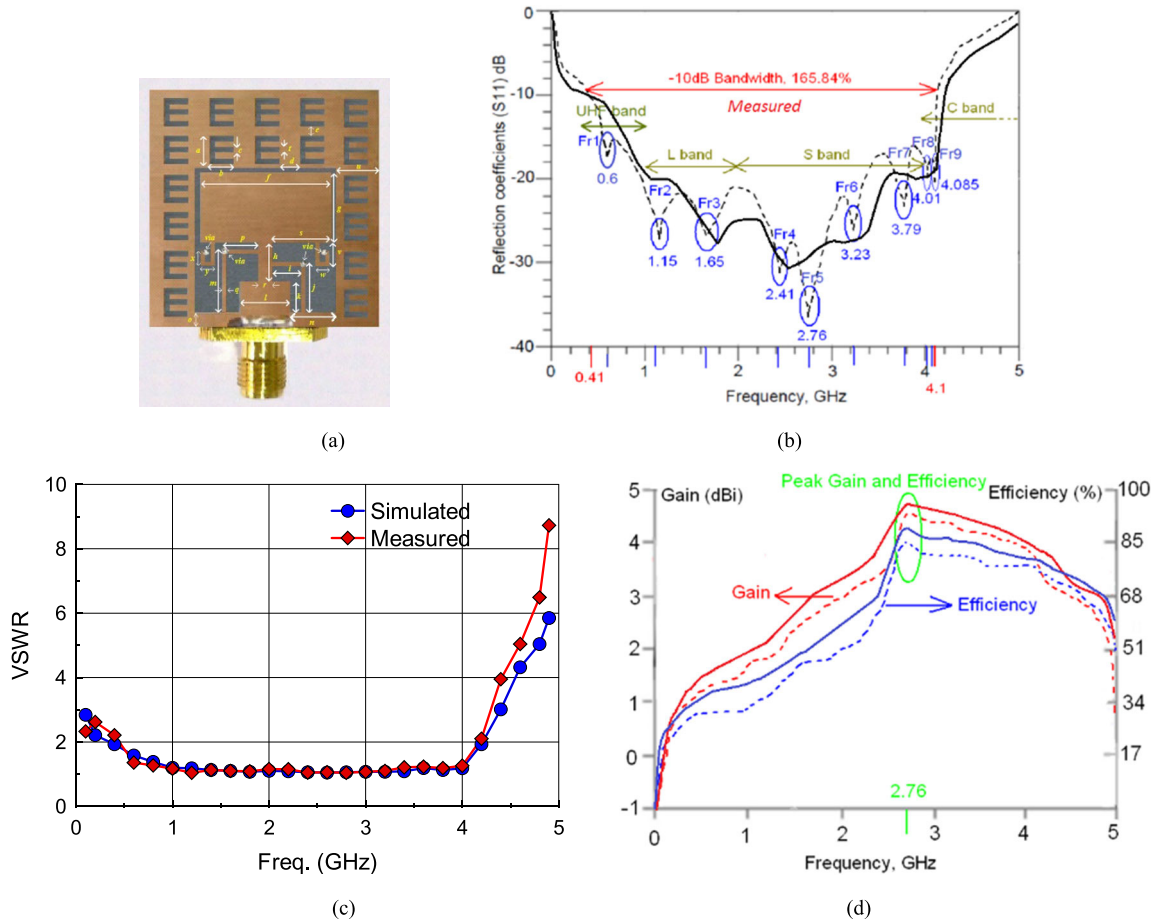 a
b
c
d
e
e
f
g
n
via
p
s
via
v
x
y
via
h
i
w
m
q
r
j
l
k
o
n
(a)
Reflection coefficients (S11) dB
0
-10
-20
-30
-40
-10dB Bandwidth, 165.84%
Measured
UHF band
C band
L band
S band
Fr1
0.6
Fr2
1.15
Fr3
1.65
Fr4
2.41
Fr5
2.76
Fr6
3.23
Fr7
3.79
Fr8
4.01
Fr9
4.085
0 1 2 3 4 5
0.41
4.1
Frequency, GHz
(b)
VSWR
10
8
6
4
2
0
Simulated
Measured
0 1 2 3 4 5
Freq. (GHz)
(c)
Peak Gain and Efficiency
Gain (dBi)
Efficiency (%)
5
4
3
2
1
0
-1
100
85
68
51
34
17
Gain
Efficiency
2.76
0 1 2 3 4 5
Frequency, GHz
(d)